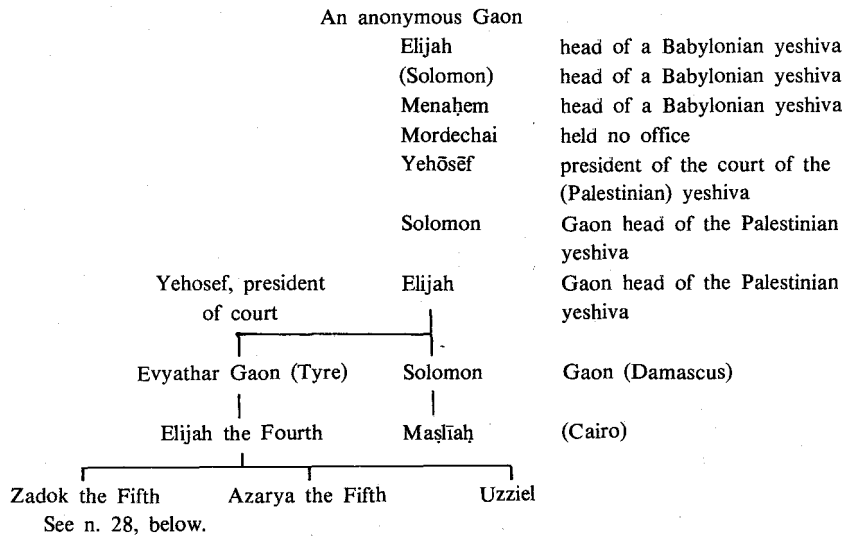 An anonymous Gaon
Elijah head of a Babylonian yeshiva
(Solomon) head of a Babylonian yeshiva
Menaḥem head of a Babylonian yeshiva
Mordechai held no office
Yehōsēf president of the court of the
(Palestinian) yeshiva
Solomon Gaon head of the Palestinian
yeshiva
Yehosef, president Elijah Gaon head of the Palestinian
of court yeshiva
Evyathar Gaon (Tyre) Solomon Gaon (Damascus)
Elijah the Fourth Maṣlīaḥ (Cairo)
Zadok the Fifth Azarya the Fifth Uzziel
See n. 28, below.